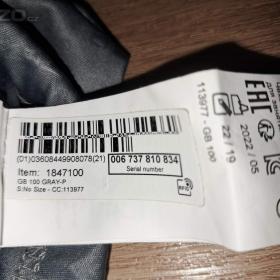 (01)03608449908078(21)
006 737 810 834
Serial number
Item: 1847100
GB 100 GRAY-P
S:No Size - CC:113977
113977 - GB 100
22 / 19
2022 / 05
EAC